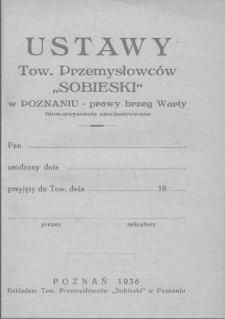 USTAWY
Tow. Przemysłowców
„SOBIESKI“
w POZNANIU - prawy brzeg Warty
Stowarzyszenie zarejestrowane
Pan
urodzony dnia
przyjęty do Tow. dnia 19
prezes sekretarz
POZNAŃ 1936
Nakładem Tow. Przemysłowców „Sobieski“ w Poznaniu